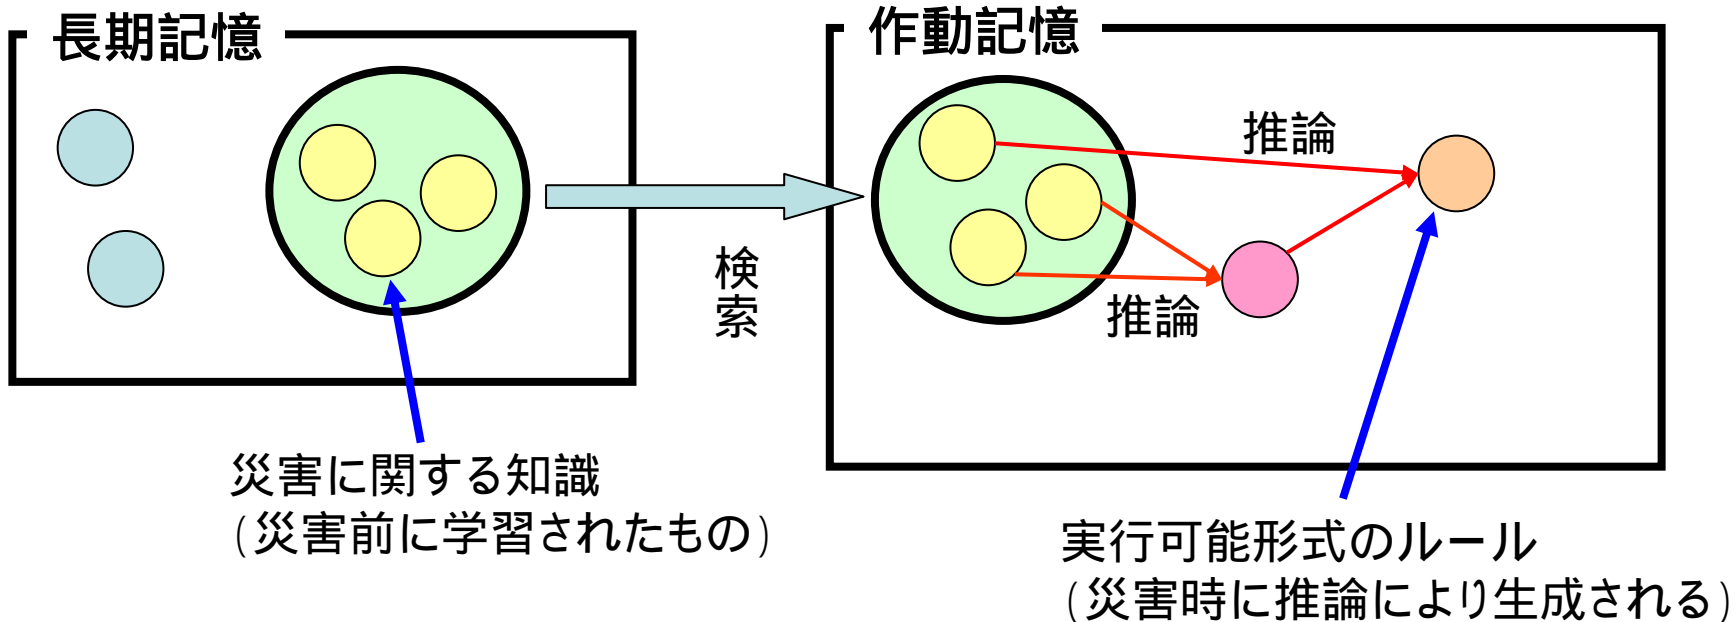 長期記憶
作動記憶
推論
検索
推論
災害に関する知識
(災害前に学習されたもの)
実行可能形式のルール
(災害時に推論により生成される)